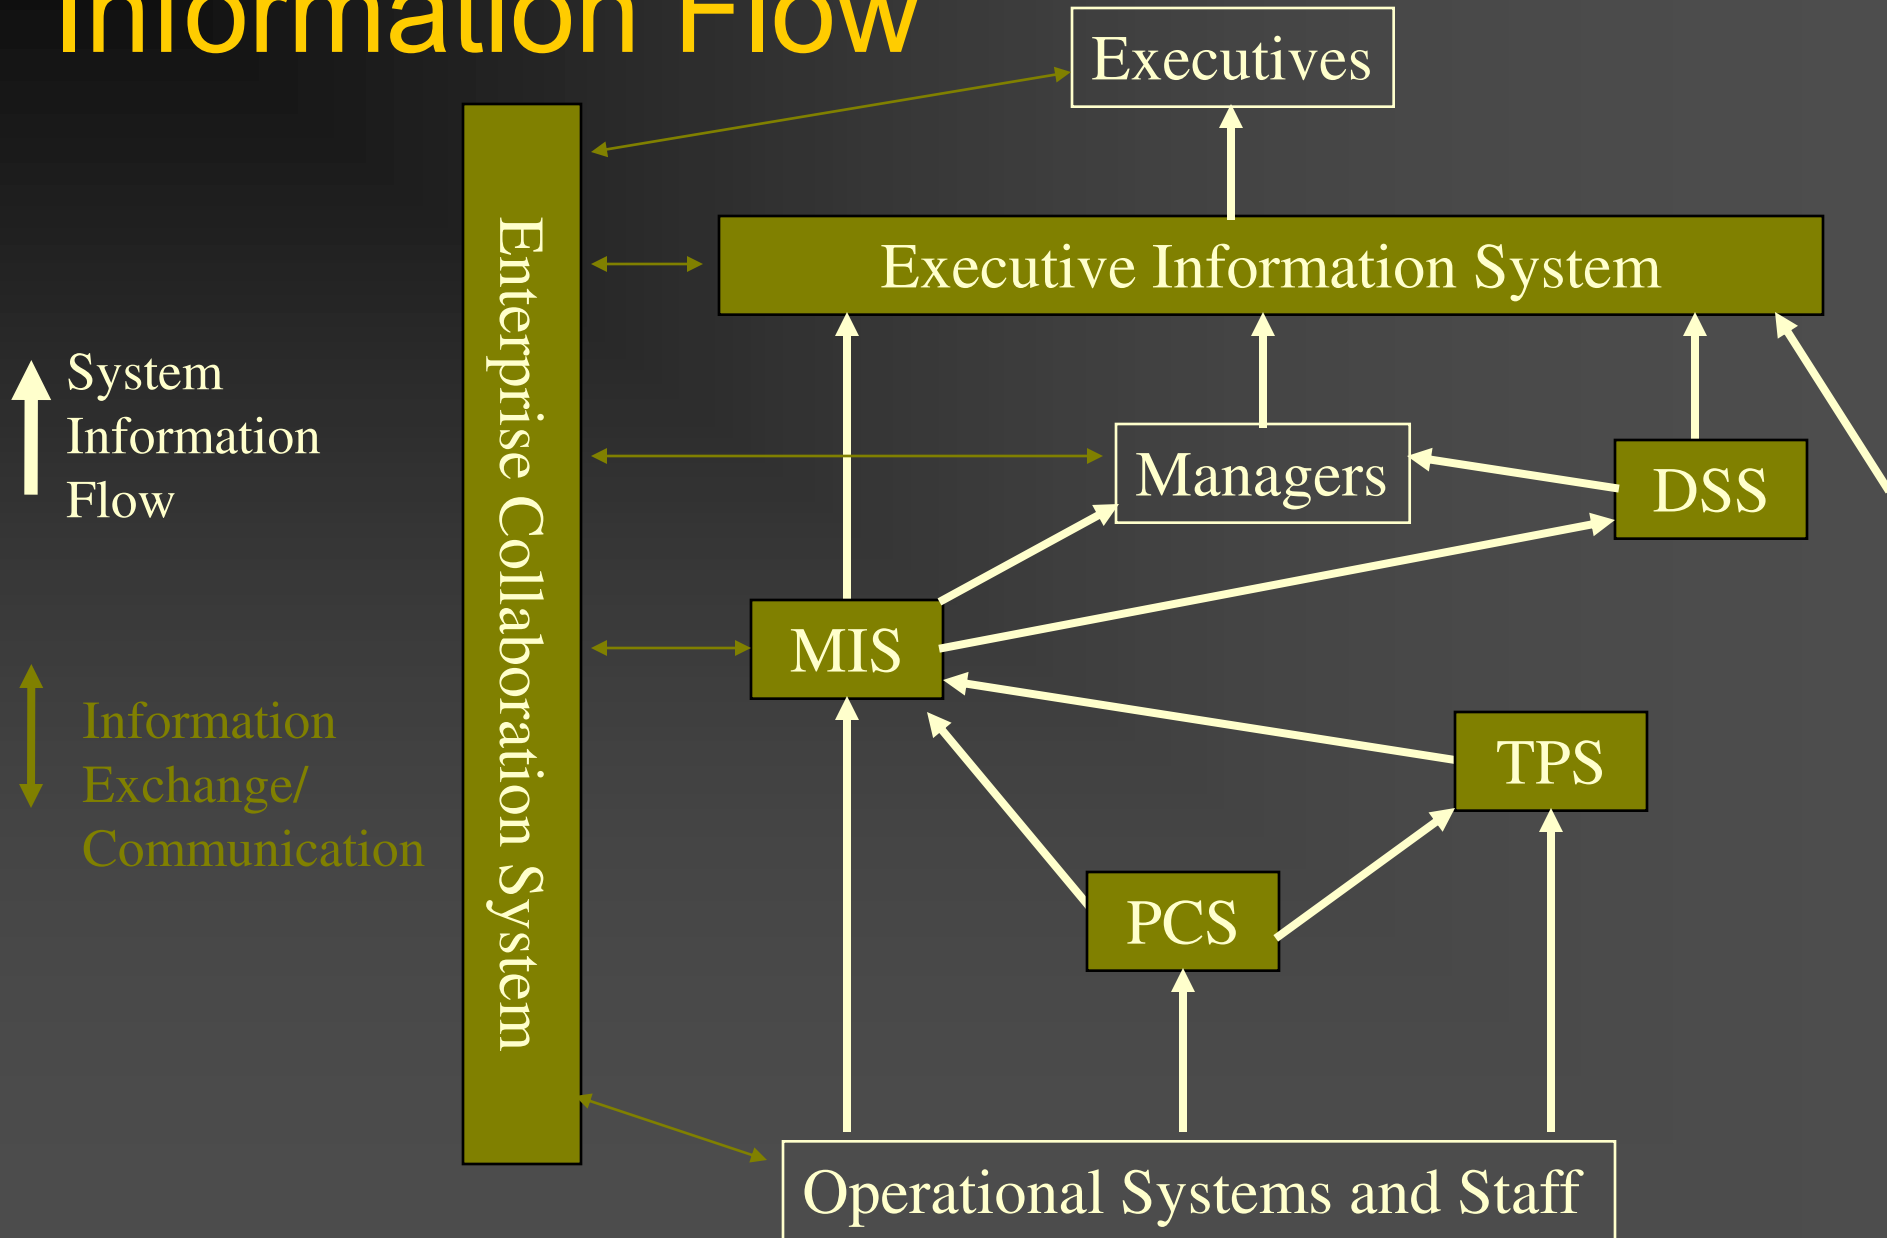 Information Flow
Executives
Executive Information System
Enterprise Collaboration System
System
Information
Flow
Managers
DSS
MIS
Information
Exchange/
Communication
TPS
PCS
Operational Systems and Staff